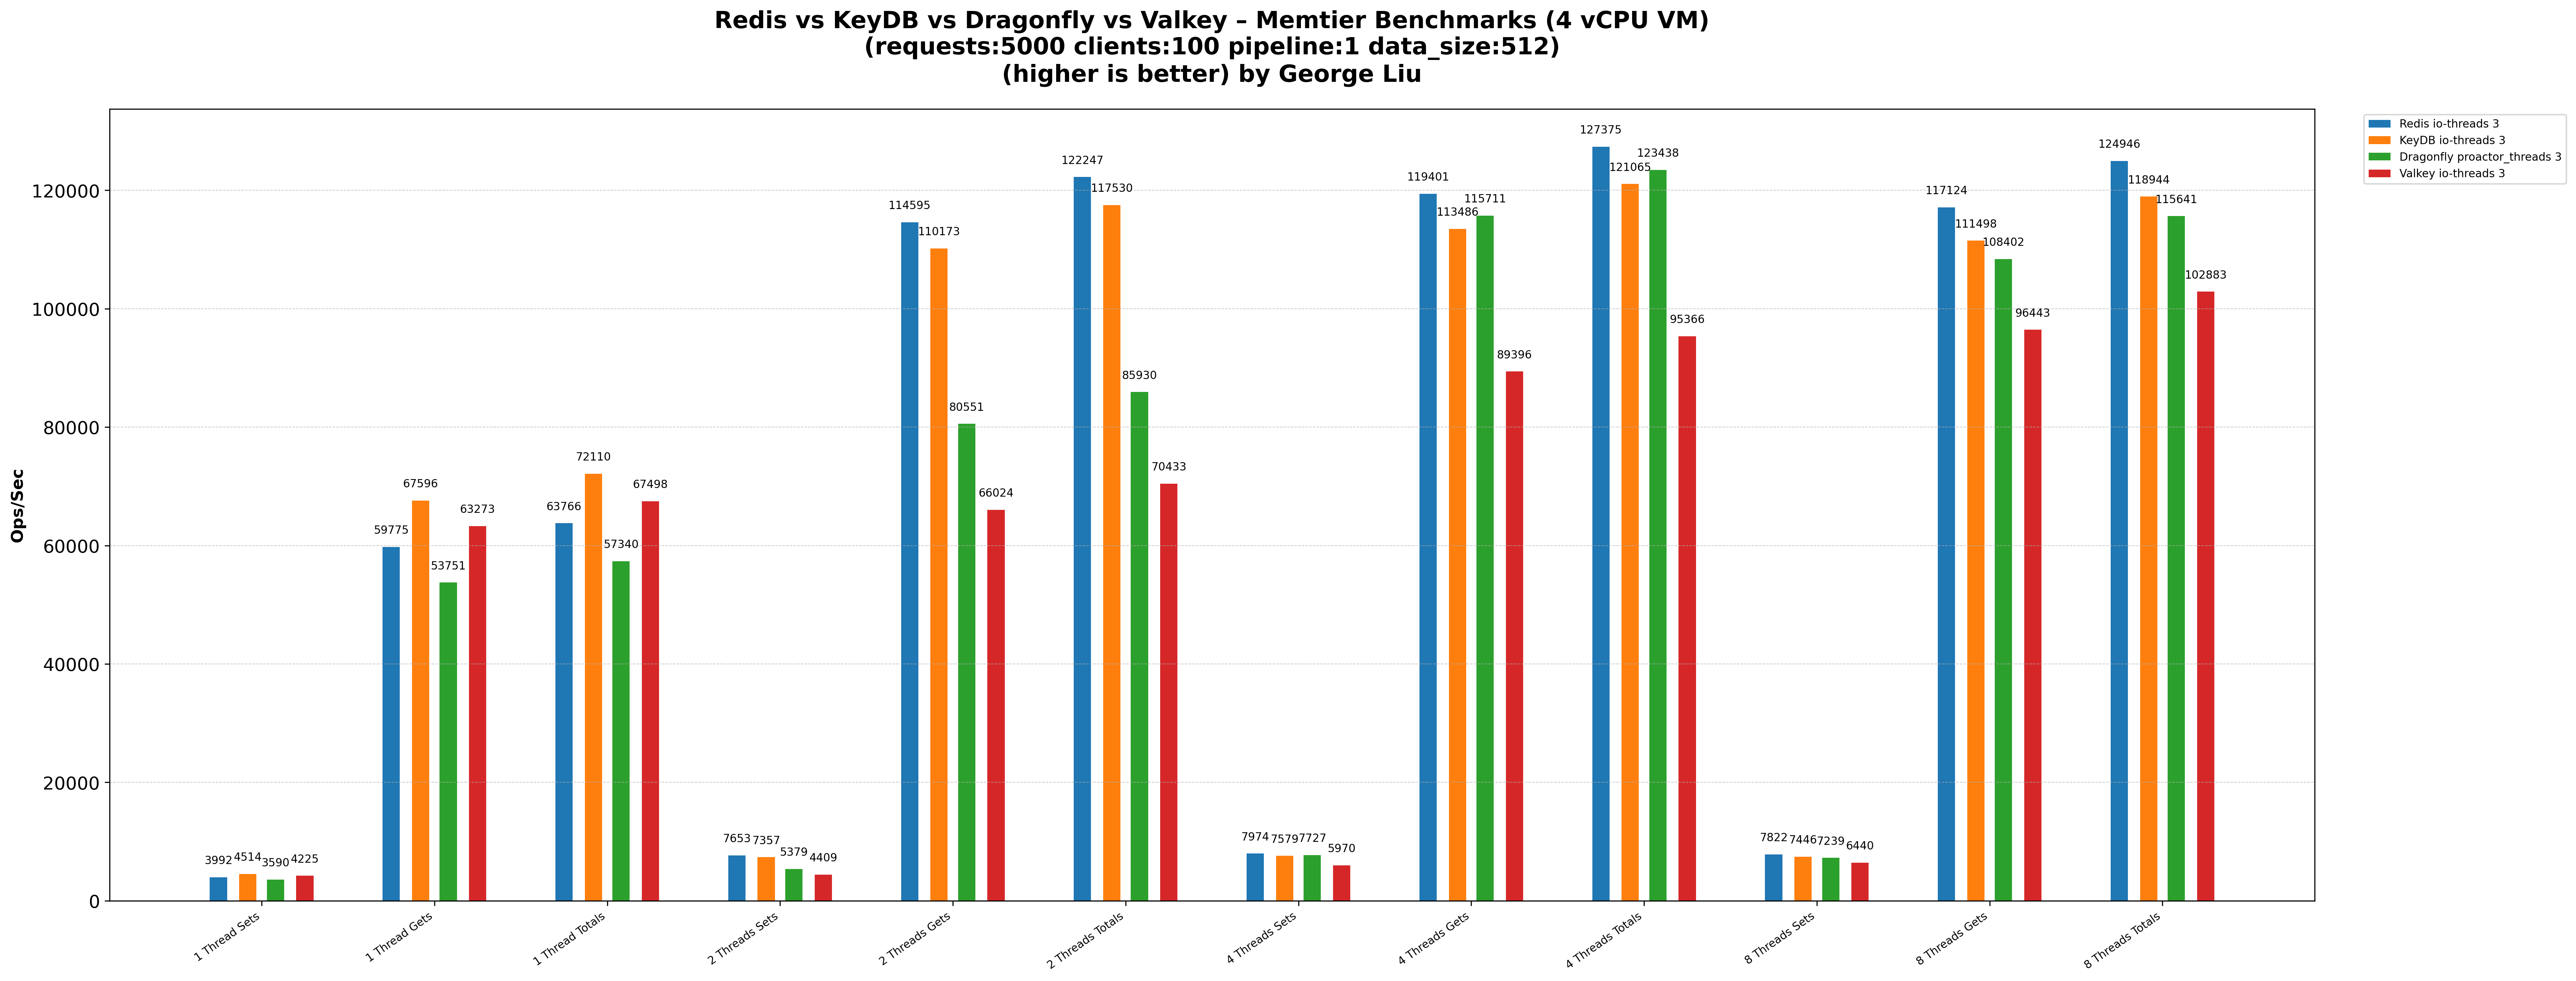 Redis vs KeyDB vs Dragonfly vs Valkey – Memtier Benchmarks (4 vCPU VM)
(requests:5000 clients:100 pipeline:1 data_size:512)
(higher is better) by George Liu
Redis io-threads 3
KeyDB io-threads 3
Dragonfly proactor_threads 3
Valkey io-threads 3
Ops/Sec
120000
100000
80000
60000
40000
20000
0
3992 4514 3590 4225
59775 67596 53751 63273
63766 72110 57340 67498
7653 7357 5379 4409
114595 110173 80551 66024
122247 117530 85930 70433
7974 7579 7727 5970
119401 113486 115711 89396
127375 121065 123438 95366
7822 7446 7239 6440
117124 111498 108402 96443
124946 118944 115641 102883
1 Thread Sets
1 Thread Gets
1 Thread Totals
2 Threads Sets
2 Threads Gets
2 Threads Totals
4 Threads Sets
4 Threads Gets
4 Threads Totals
8 Threads Sets
8 Threads Gets
8 Threads Totals